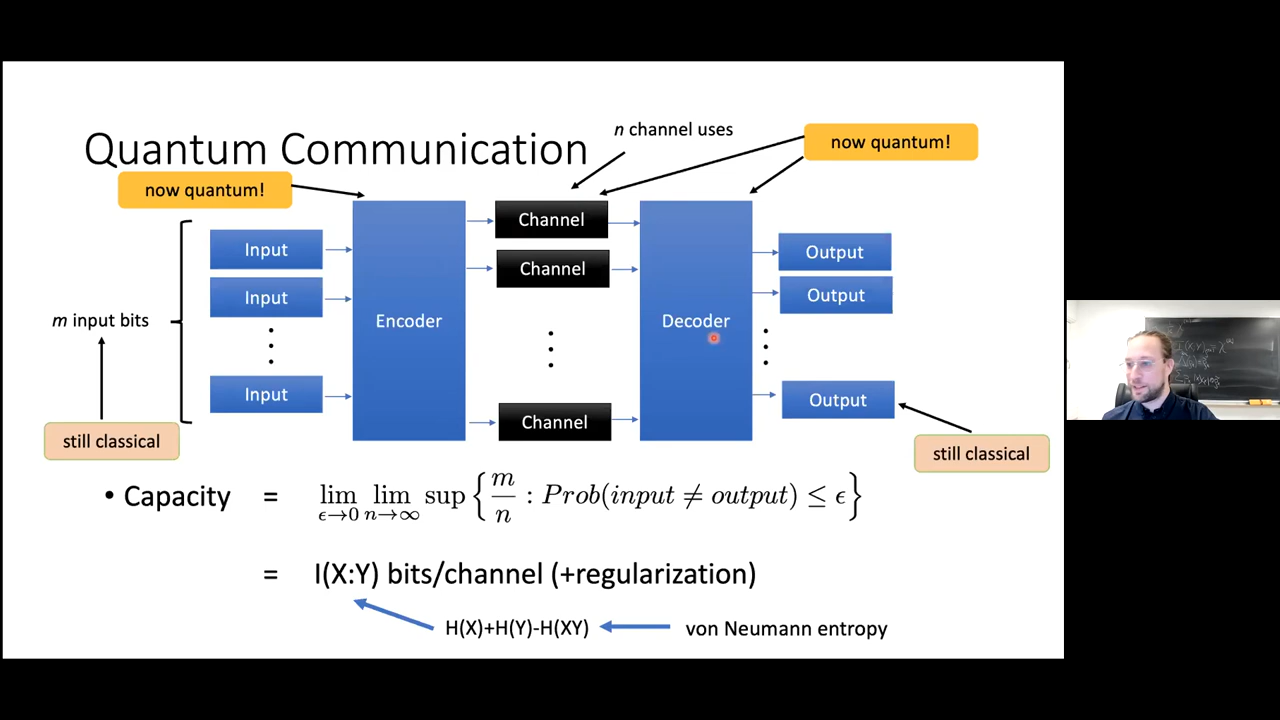 n channel uses
Quantum Communication
now quantum!
now quantum!
Input
Input
Input
m input bits
still classical
Encoder
Channel
Channel
Channel
Decoder
Output
Output
Output
still classical
• Capacity = lim_{ϵ→0} lim_{n→∞} sup { m/n : Prob(input ≠ output) ≤ ϵ }
= I(X:Y) bits/channel (+regularization)
H(X)+H(Y)-H(XY)
von Neumann entropy